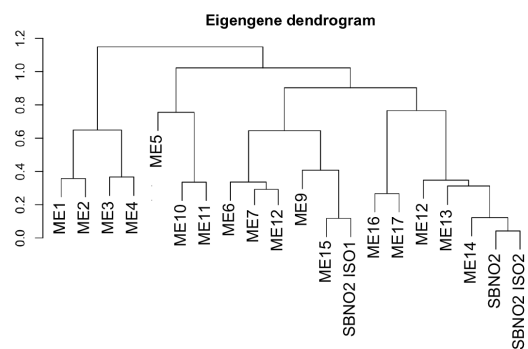 Eigengene dendrogram
1.2
1.0
0.8
0.6
0.4
0.2
0.0
ME1
ME2
ME3
ME4
ME5
ME10
ME11
ME6
ME7
ME12
ME9
ME15
SBNO2 ISO1
ME16
ME17
ME12
ME13
ME14
SBNO2
SBNO2 ISO2